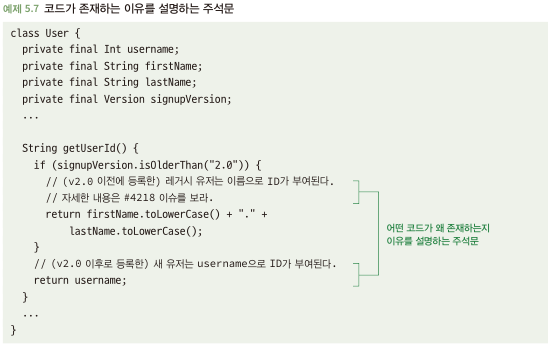 예제 5.7 코드가 존재하는 이유를 설명하는 주석문
class User {
private final Int username;
private final String firstName;
private final String lastName;
private final Version signupVersion;
...
String getUserId() {
if (signupVersion.isOlderThan("2.0")) {
// (v2.0 이전에 등록한) 레거시 유저는 이름으로 ID가 부여된다.
// 자세한 내용은 #4218 이슈를 보라.
return firstName.toLowerCase() + "." +
lastName.toLowerCase();
}
// (v2.0 이후로 등록한) 새 유저는 username으로 ID가 부여된다.
return username;
}
...
}
어떤 코드가 왜 존재하는지
이유를 설명하는 주석문